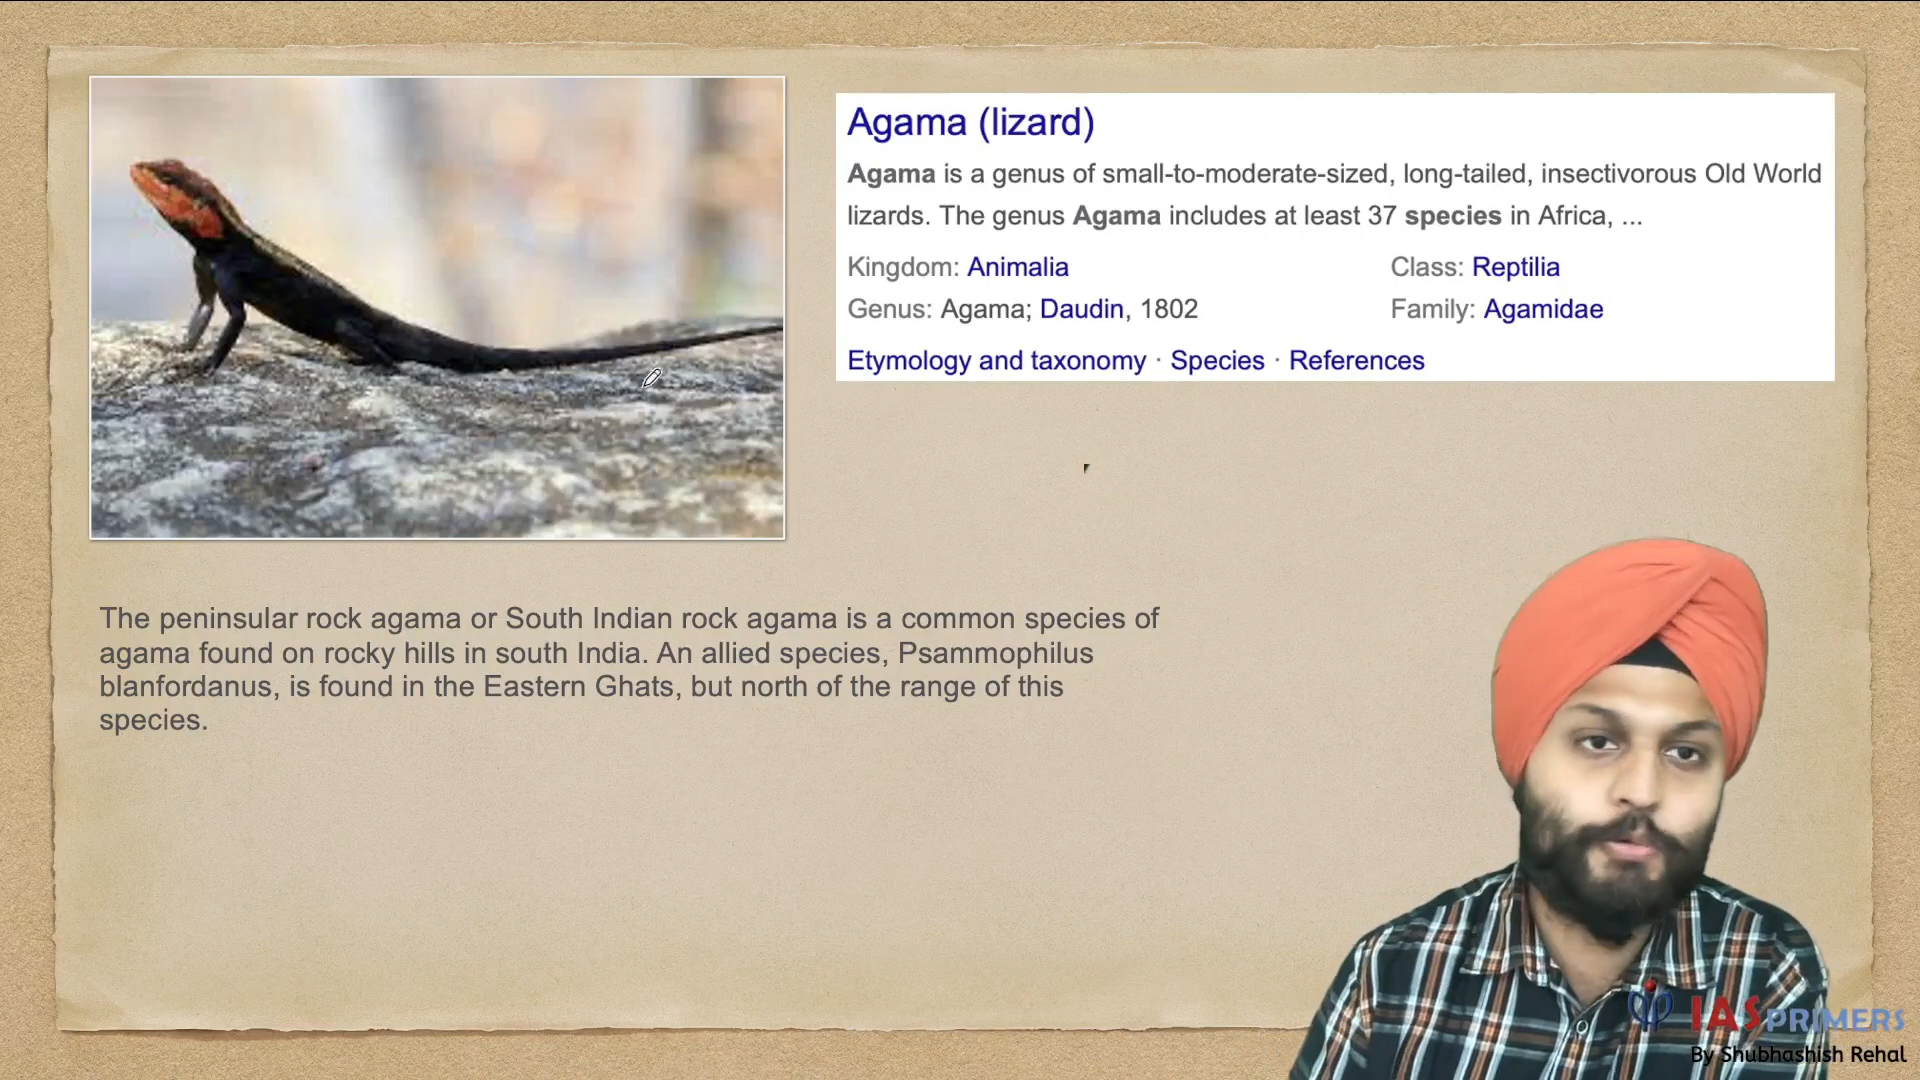 Agama (lizard)
Agama is a genus of small-to-moderate-sized, long-tailed, insectivorous Old World
lizards. The genus Agama includes at least 37 species in Africa, ...
Kingdom: Animalia
Class: Reptilia
Genus: Agama; Daudin, 1802
Family: Agamidae
Etymology and taxonomy · Species · References
The peninsular rock agama or South Indian rock agama is a common species of
agama found on rocky hills in south India. An allied species, Psammophilus
blanfordanus, is found in the Eastern Ghats, but north of the range of this
species.
IASPRIMERS
By Shubhashish Rehal